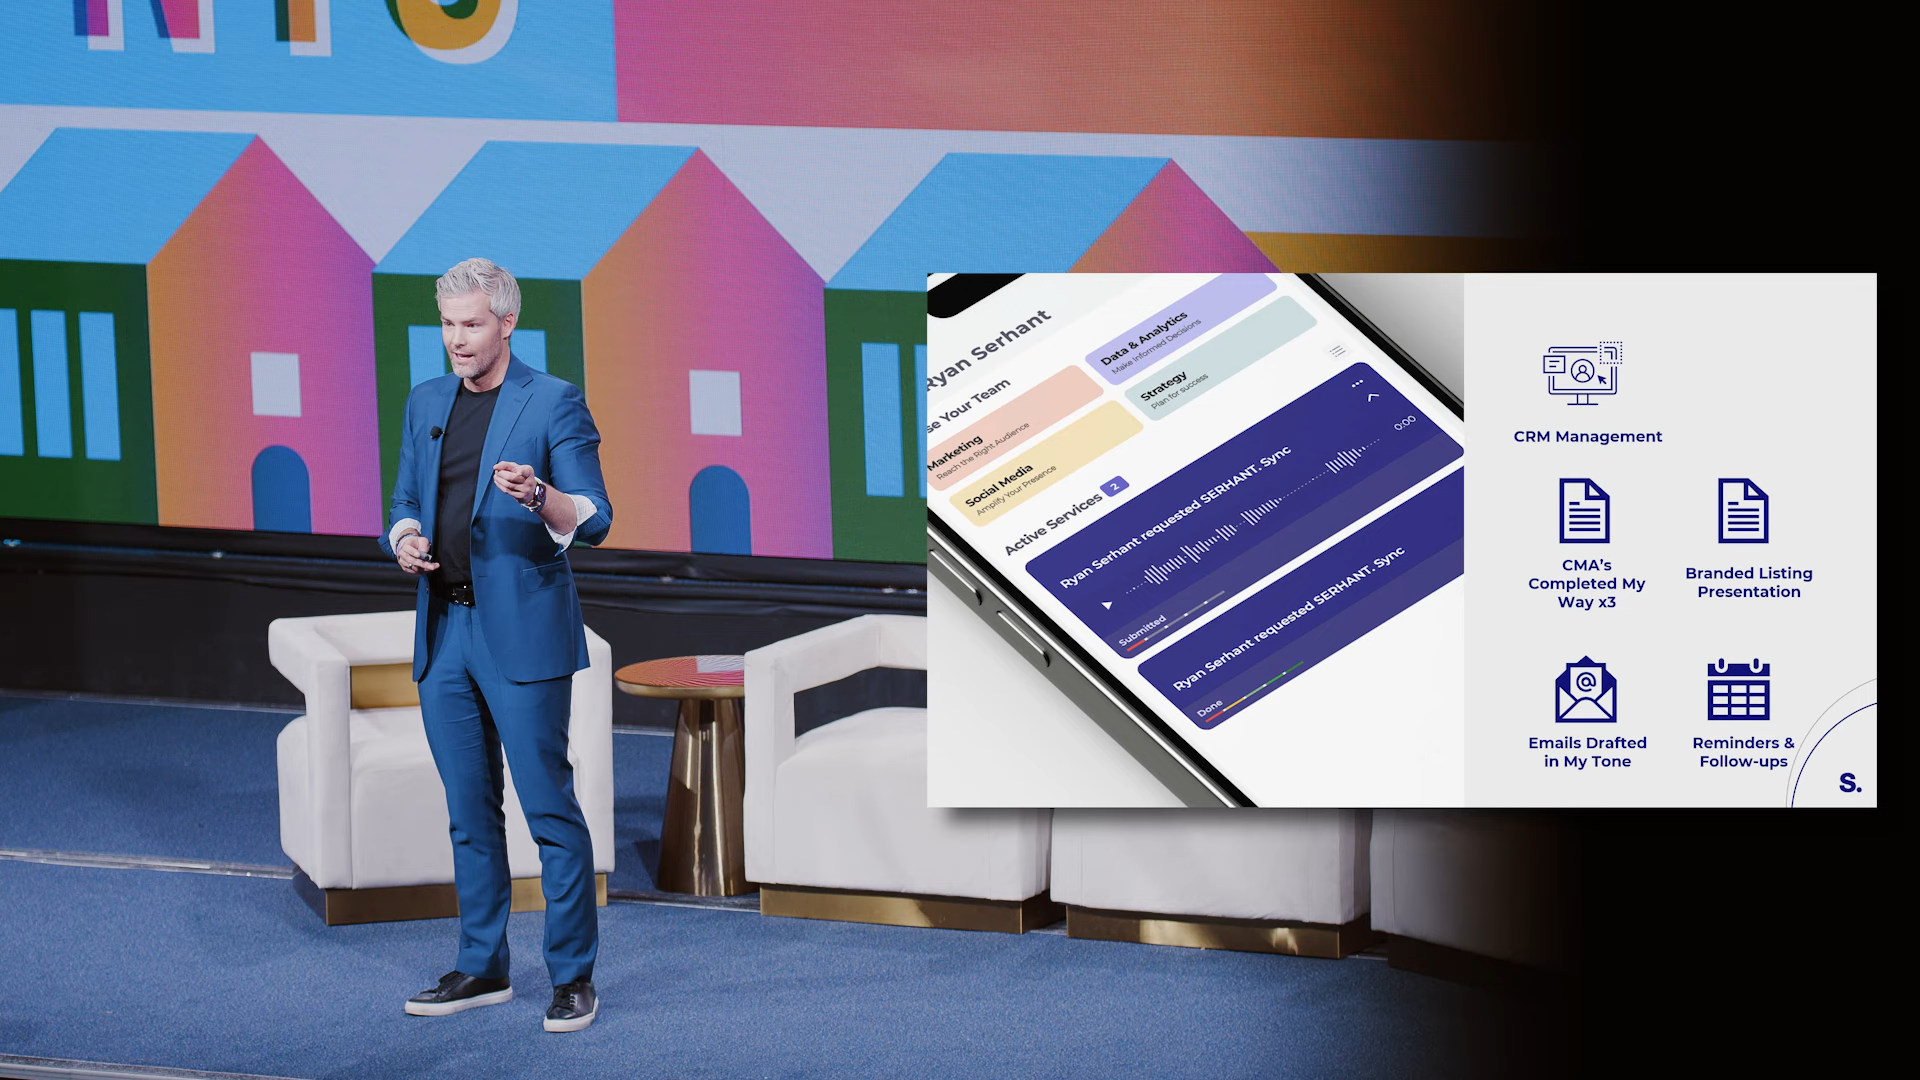 Ryan Serhant
se Your Team
Marketing
Reach the Right Audience
Data & Analytics
Make Informed Decisions
Social Media
Amplify Your Presence
Strategy
Plan for success
Active Services 2
Ryan Serhant requested SERHANT. Sync
0:00
Submitted
Ryan Serhant requested SERHANT. Sync
Done
CRM Management
CMA’s
Completed My
Way x3
Branded Listing
Presentation
Emails Drafted
in My Tone
Reminders &
Follow-ups
S.